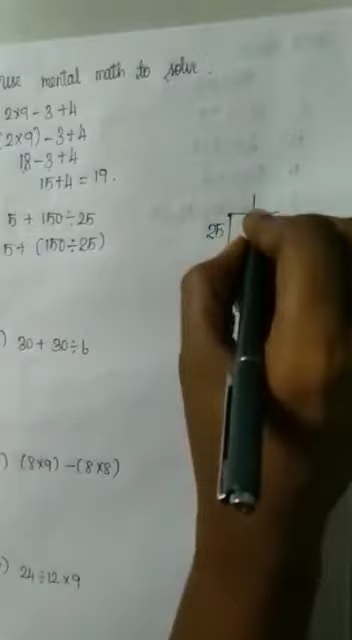 use mental math to solve.
2×9-3+4
(2×9)-3+4
18-3+4
15+4 = 19.
5 + 150÷25
5+ (150÷25)
25
) 30 + 30÷6
) (8×9) -(8×8)
) 24÷12×9